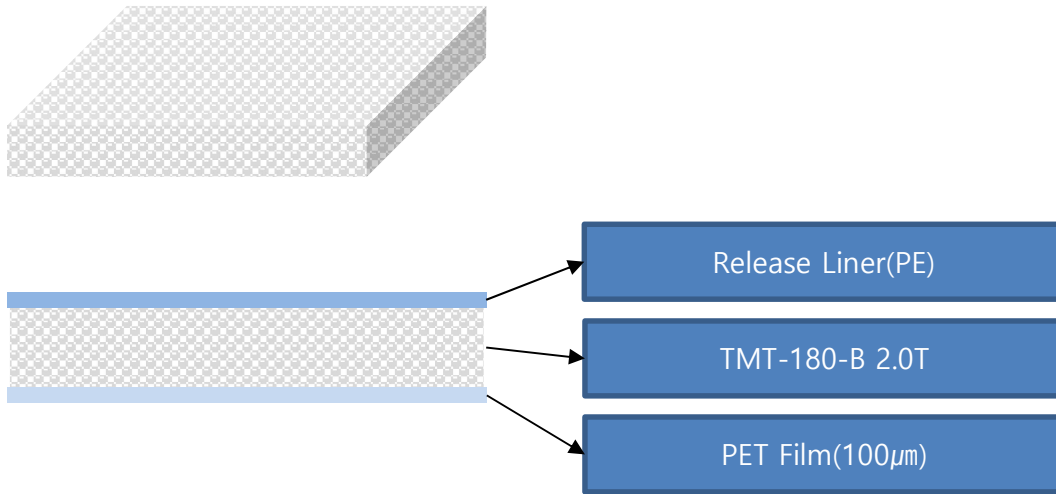 Release Liner(PE)
TMT-180-B 2.0T
PET Film(100㎛)